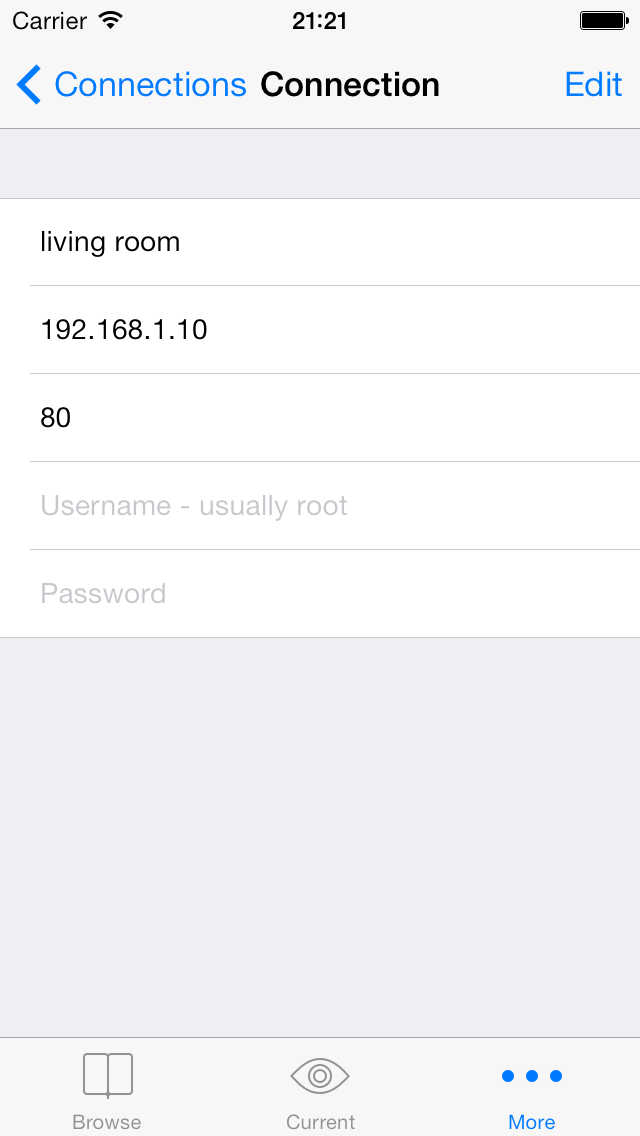 Carrier 21:21
Connections Connection Edit
living room
192.168.1.10
80
Username - usually root
Password
Browse Current More